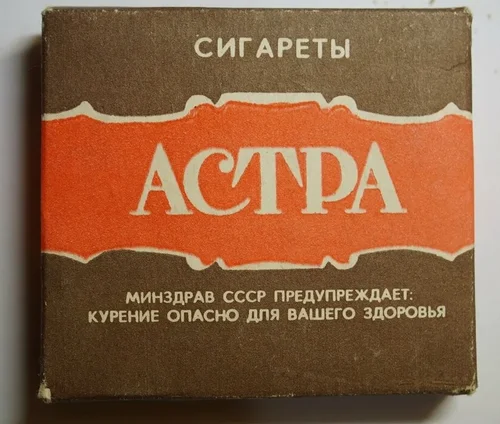 СИГАРЕТЫ
АСТРА
МИНЗДРАВ СССР ПРЕДУПРЕЖДАЕТ:
КУРЕНИЕ ОПАСНО ДЛЯ ВАШЕГО ЗДОРОВЬЯ